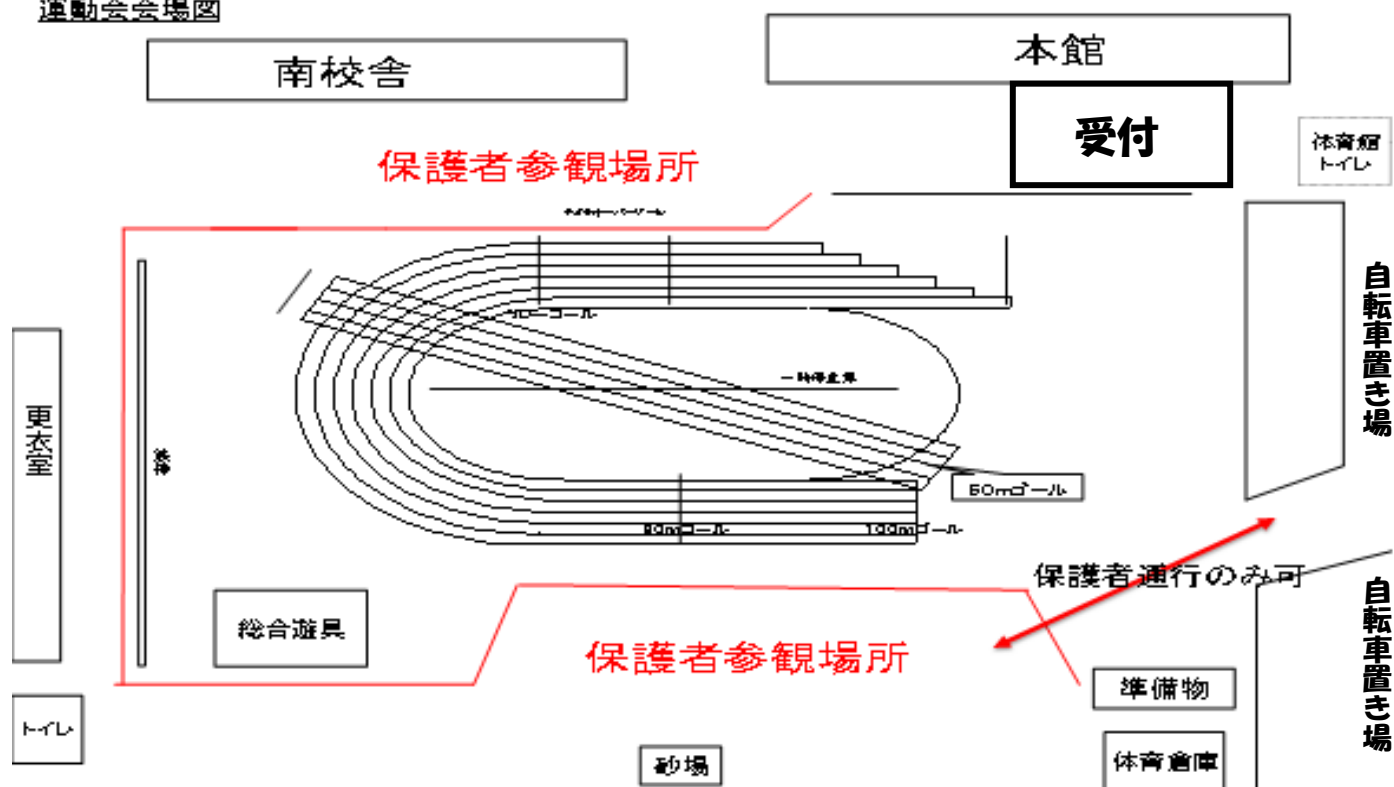 運動会会場図
南校舎
本館
受付
体育館
トイレ
保護者参観場所
自転車置き場
一時停止線
更衣室
60mゴール
80mゴール
100mゴール
保護者通行のみ可
総合遊具
保護者参観場所
準備物
自転車置き場
トイレ
砂場
体育倉庫